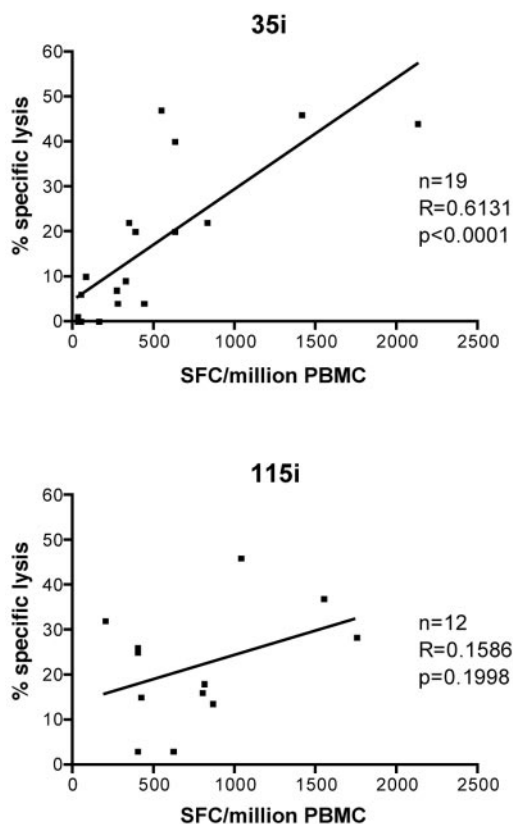 35i
60
50
40
30
20
10
0
% specific lysis
n=19
R=0.6131
p<0.0001
0 500 1000 1500 2000 2500
SFC/million PBMC
115i
60
50
40
30
20
10
0
% specific lysis
n=12
R=0.1586
p=0.1998
0 500 1000 1500 2000 2500
SFC/million PBMC